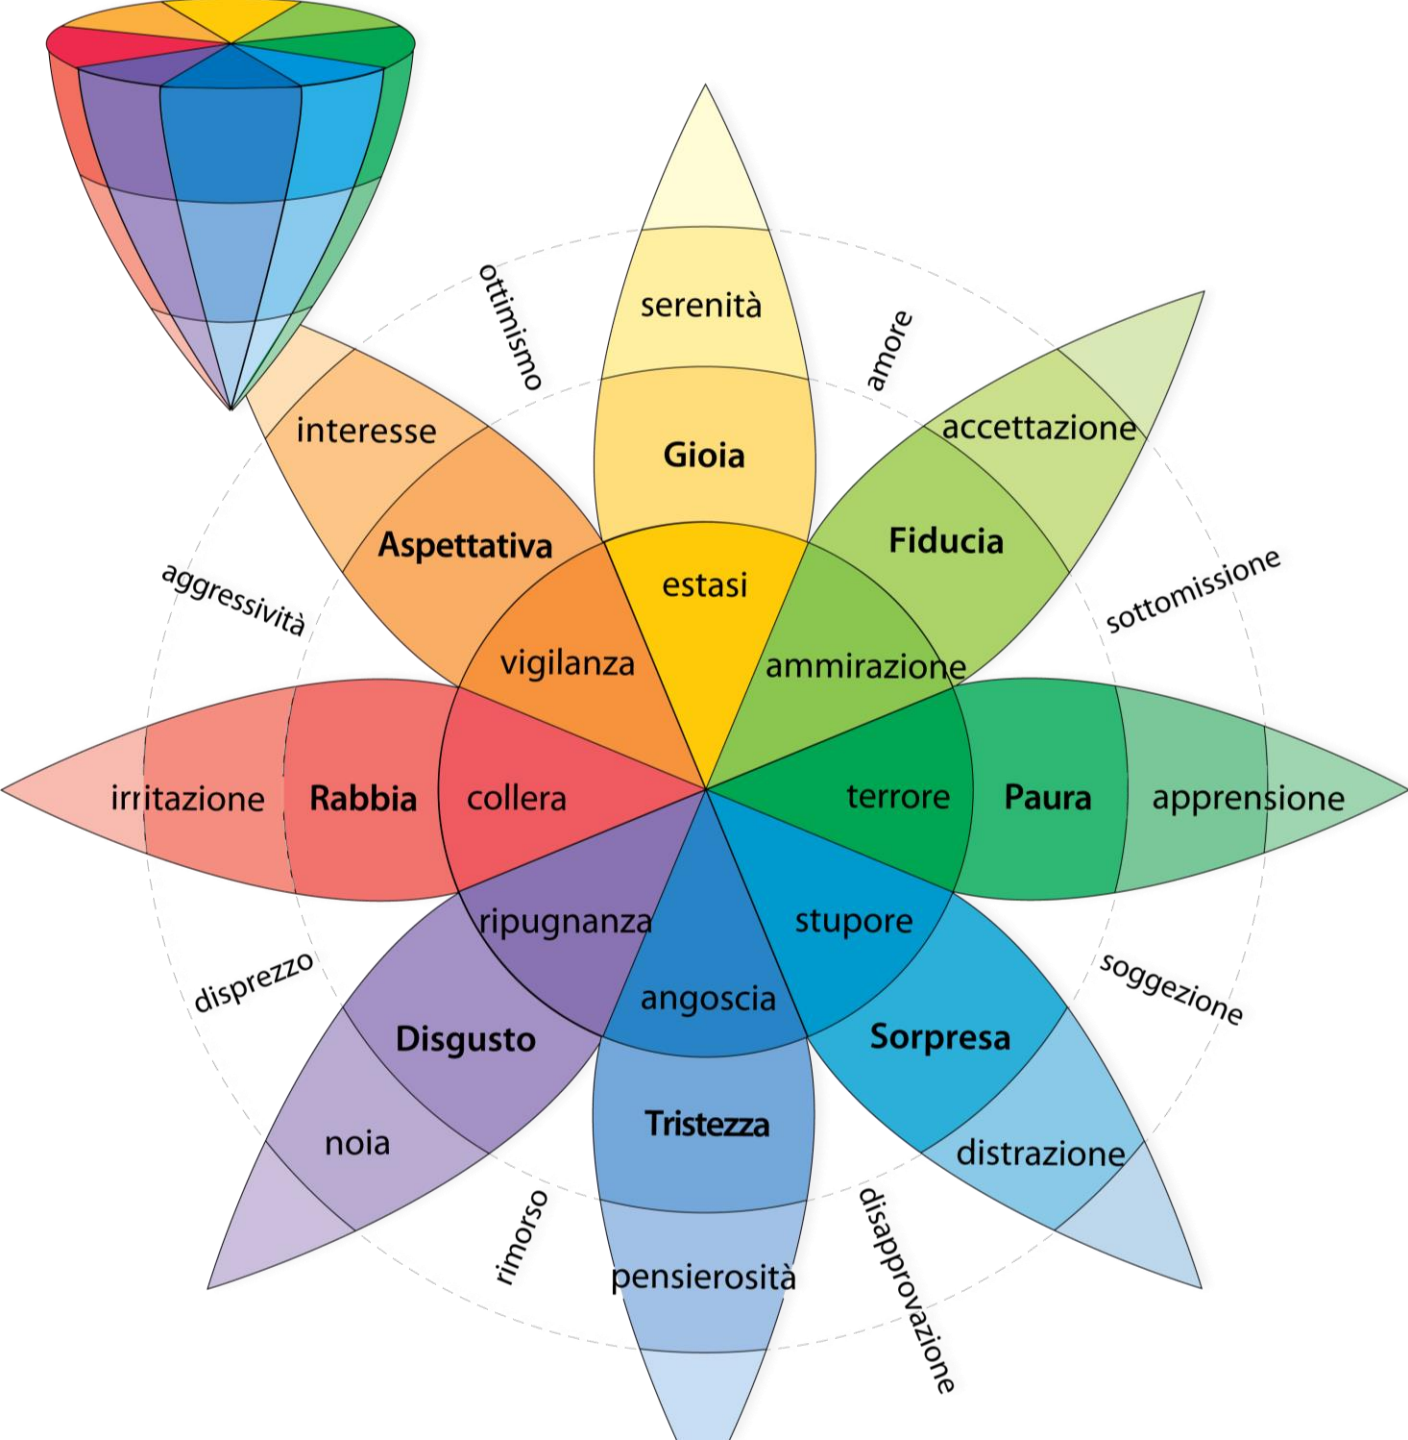 ottimismo
serenità
amore
interesse
accettazione
Gioia
Aspettativa
Fiducia
aggressività
estasi
sottomissione
vigilanza
ammirazione
irritazione
Rabbia
collera
terrore
Paura
apprensione
ripugnanza
stupore
disprezzo
angoscia
soggezione
Disgusto
Sorpresa
Tristezza
noia
distrazione
rimorso
pensierosità
disapprovazione